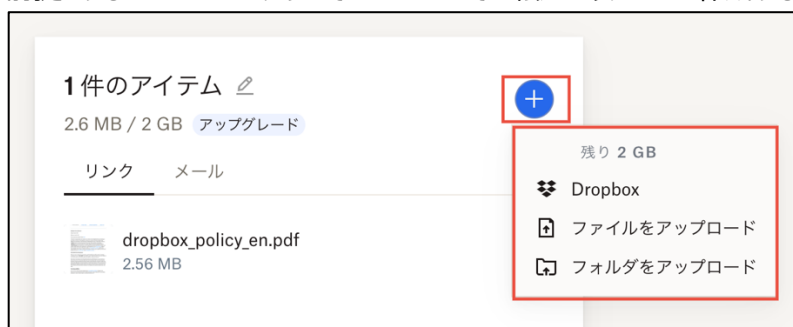 1件のアイテム
2.6 MB / 2 GB アップグレード
リンク メール
dropbox_policy_en.pdf
2.56 MB
残り 2 GB
Dropbox
ファイルをアップロード
フォルダをアップロード